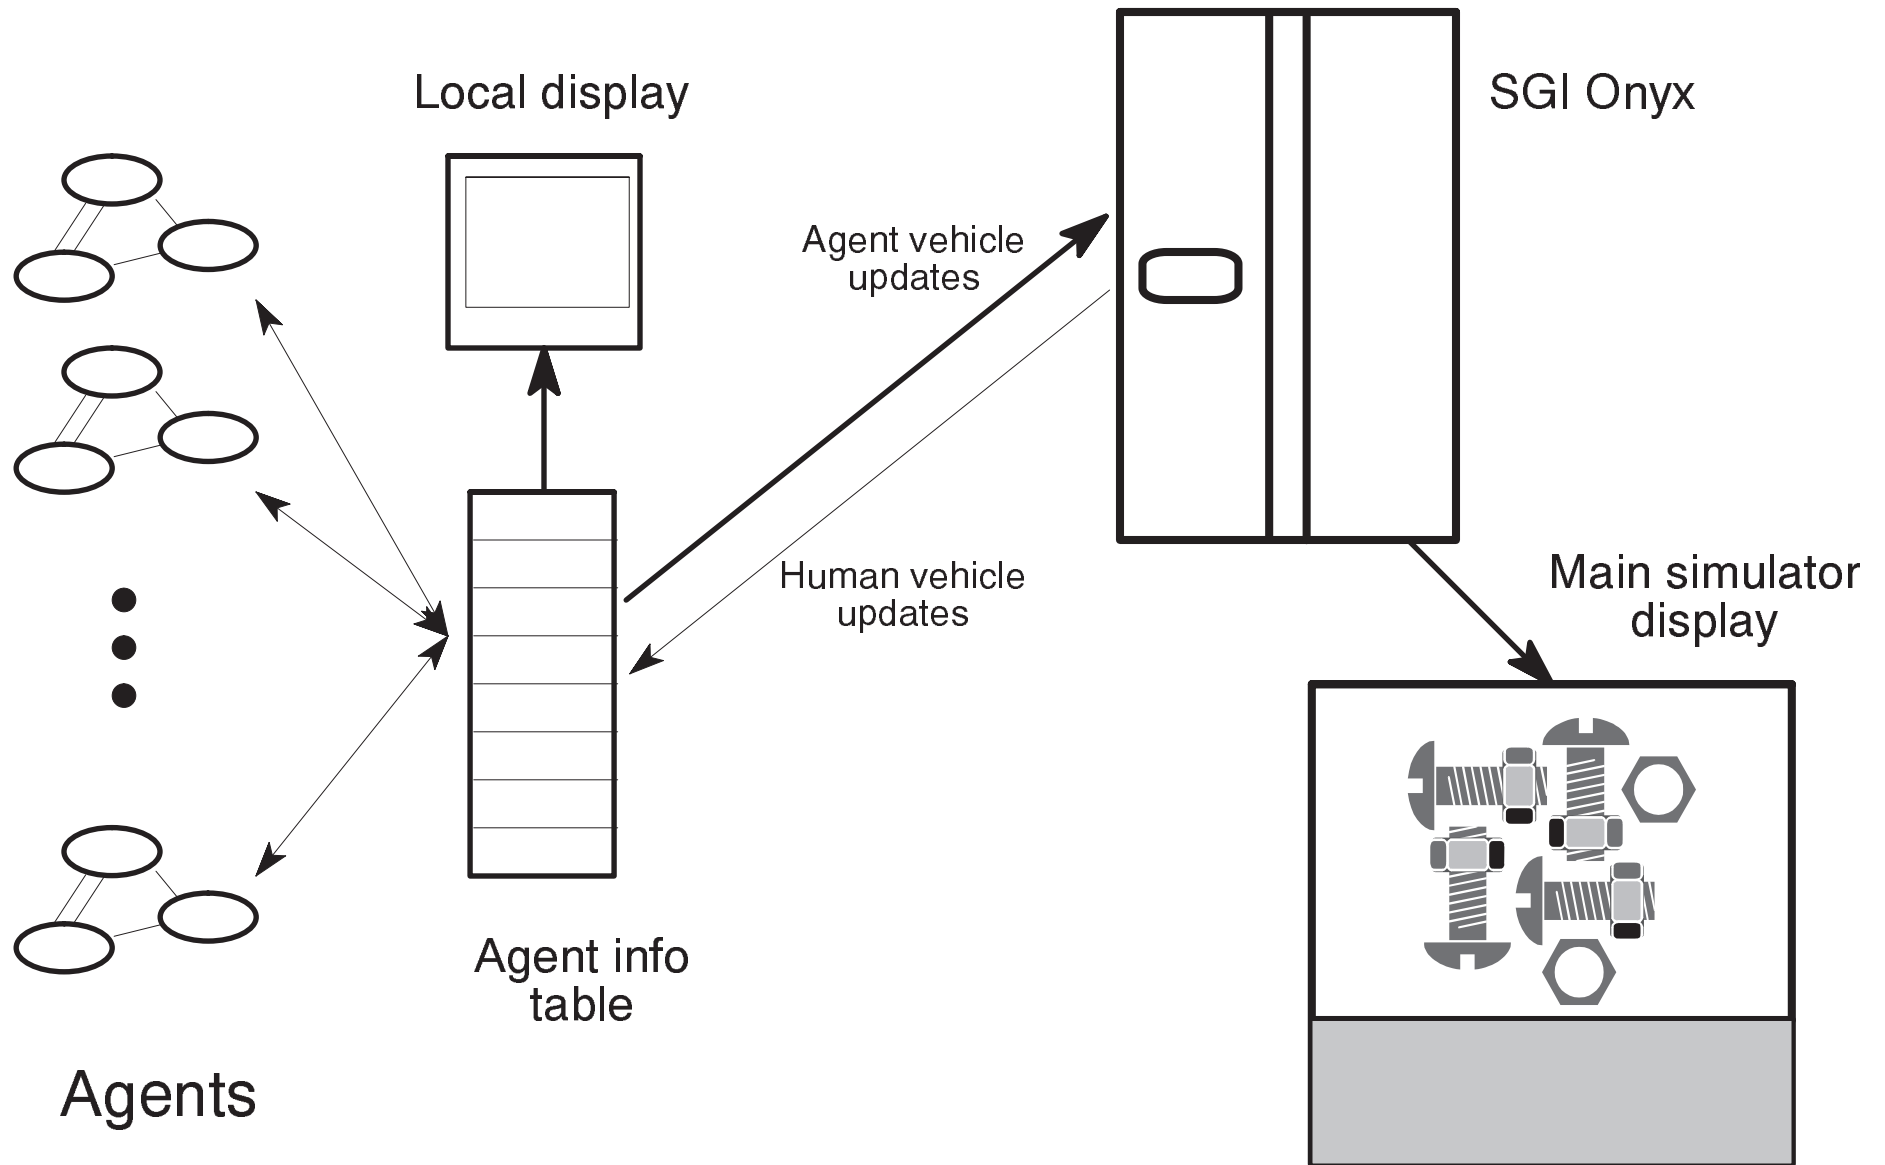 Local display
SGI Onyx
Agent vehicle
updates
Human vehicle
updates
Main simulator
display
Agent info
table
Agents